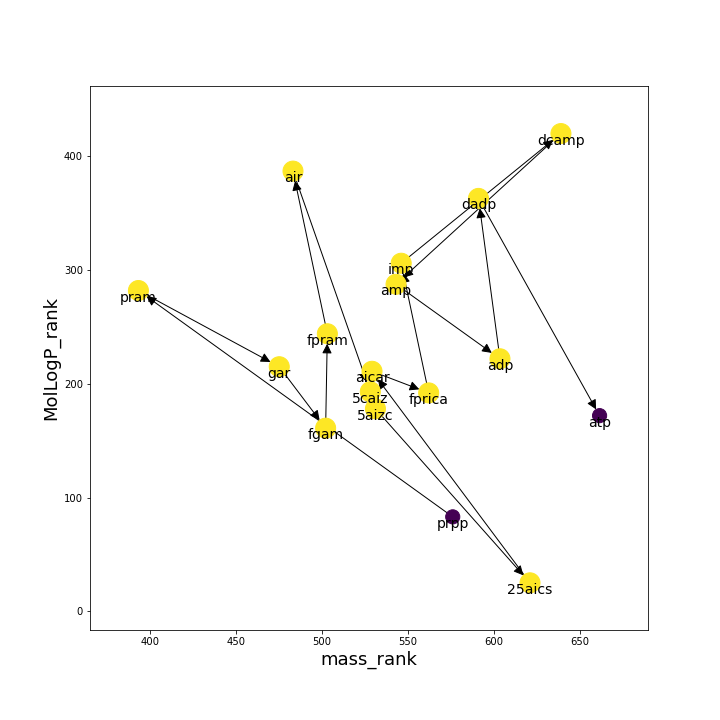 MolLogP_rank
400
300
200
100
0
dcamp
air
dadp
imp
amp
pram
fpram
gar
adp
aicar
5caiz
fprica
5aizc
atp
fgam
prpp
25aics
400
450
500
550
600
650
mass_rank